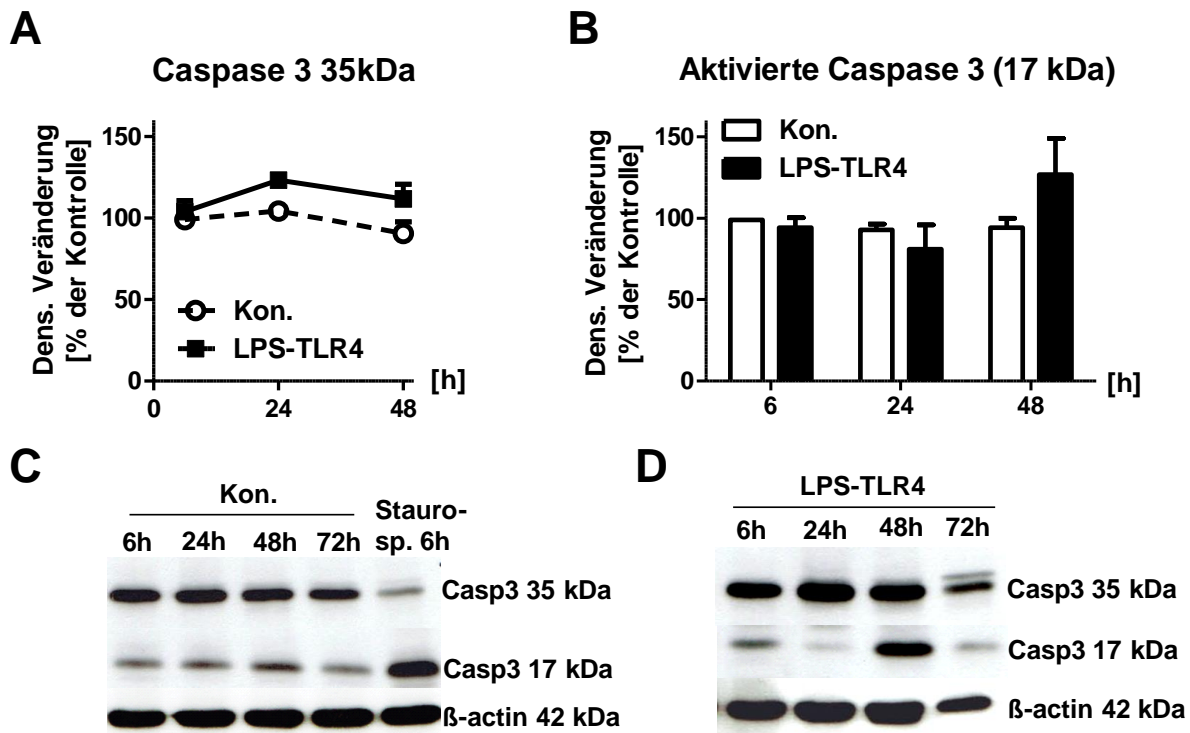 A
Caspase 3 35kDa
Dens. Veränderung
[% der Kontrolle]
150
100
50
0
Kon.
LPS-TLR4
0 24 48
[h]
B
Aktivierte Caspase 3 (17 kDa)
Dens. Veränderung
[% der Kontrolle]
150
100
50
0
Kon.
LPS-TLR4
6 24 48
[h]
C
Kon.
Stauro-
sp. 6h
6h 24h 48h 72h
Casp3 35 kDa
Casp3 17 kDa
ß-actin 42 kDa
D
LPS-TLR4
6h 24h 48h 72h
Casp3 35 kDa
Casp3 17 kDa
ß-actin 42 kDa